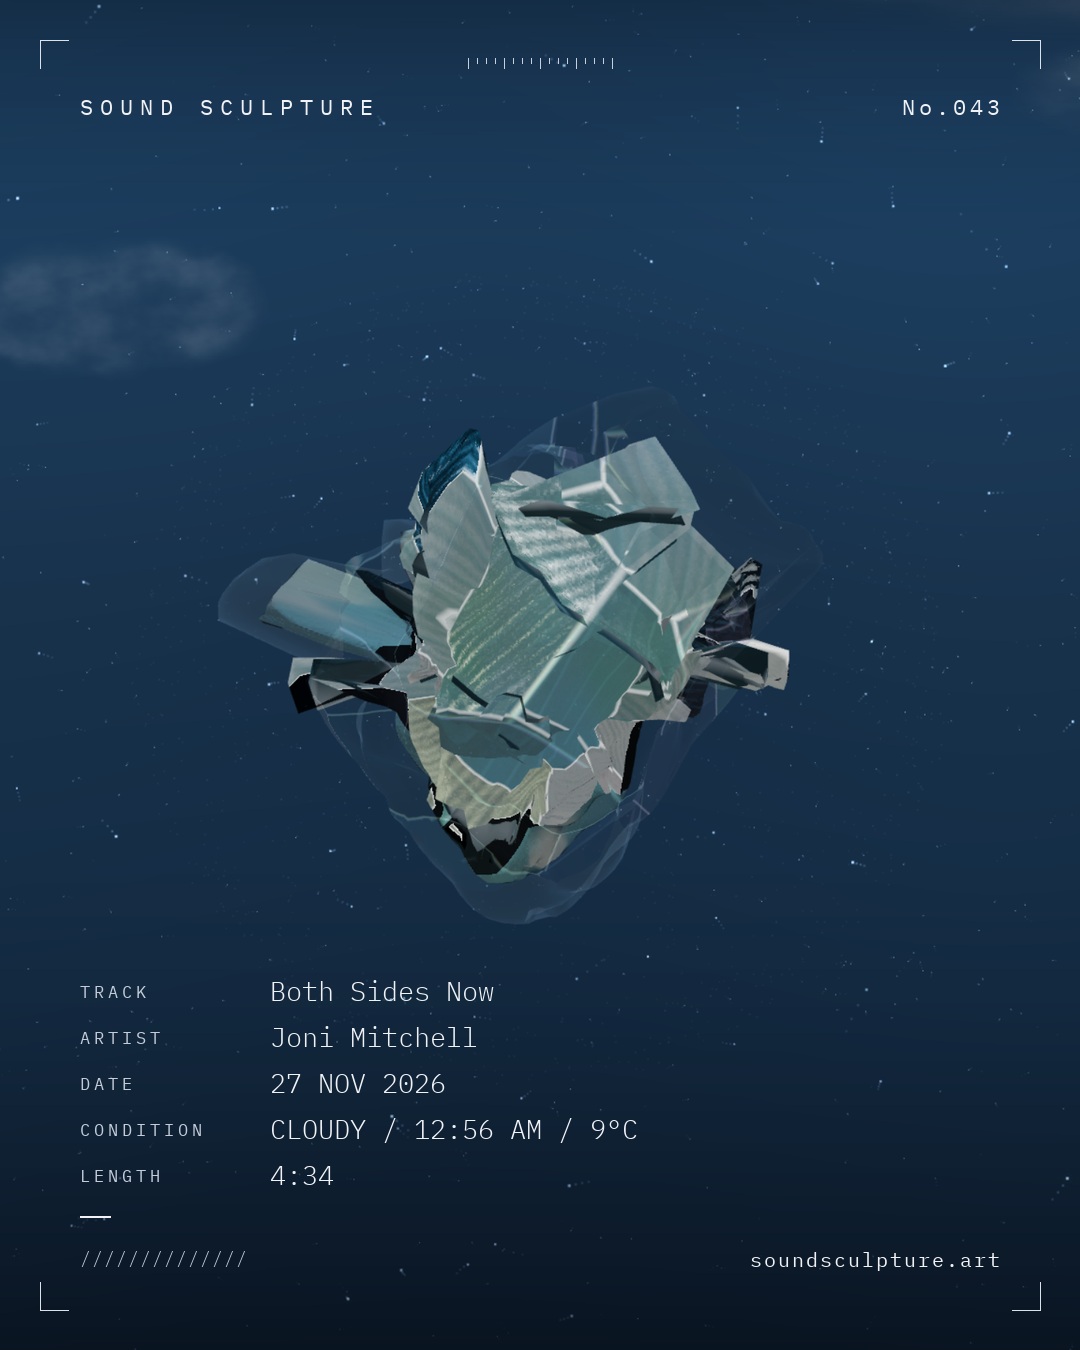 SOUND SCULPTURE
No.043
TRACK Both Sides Now
ARTIST Joni Mitchell
DATE 27 NOV 2026
CONDITION CLOUDY / 12:56 AM / 9°C
LENGTH 4:34
//////////////
soundsculpture.art